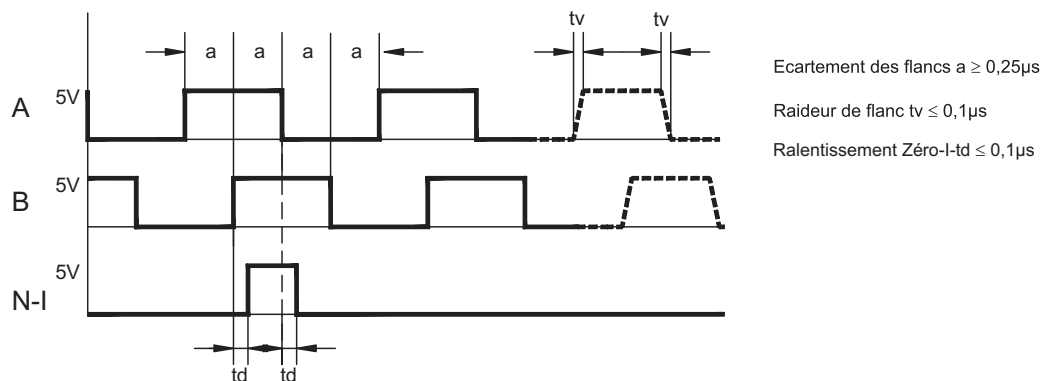 tv tv
a a a a
Ecartement des flancs a ≥ 0,25µs
A 5V
Raideur de flanc tv ≤ 0,1µs
Ralentissement Zéro-I-td ≤ 0,1µs
B 5V
N-I 5V
td td